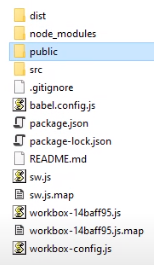 dist
node_modules
public
src
.gitignore
babel.config.js
package.json
package-lock.json
README.md
sw.js
sw.js.map
workbox-14baff95.js
workbox-14baff95.js.map
workbox-config.js